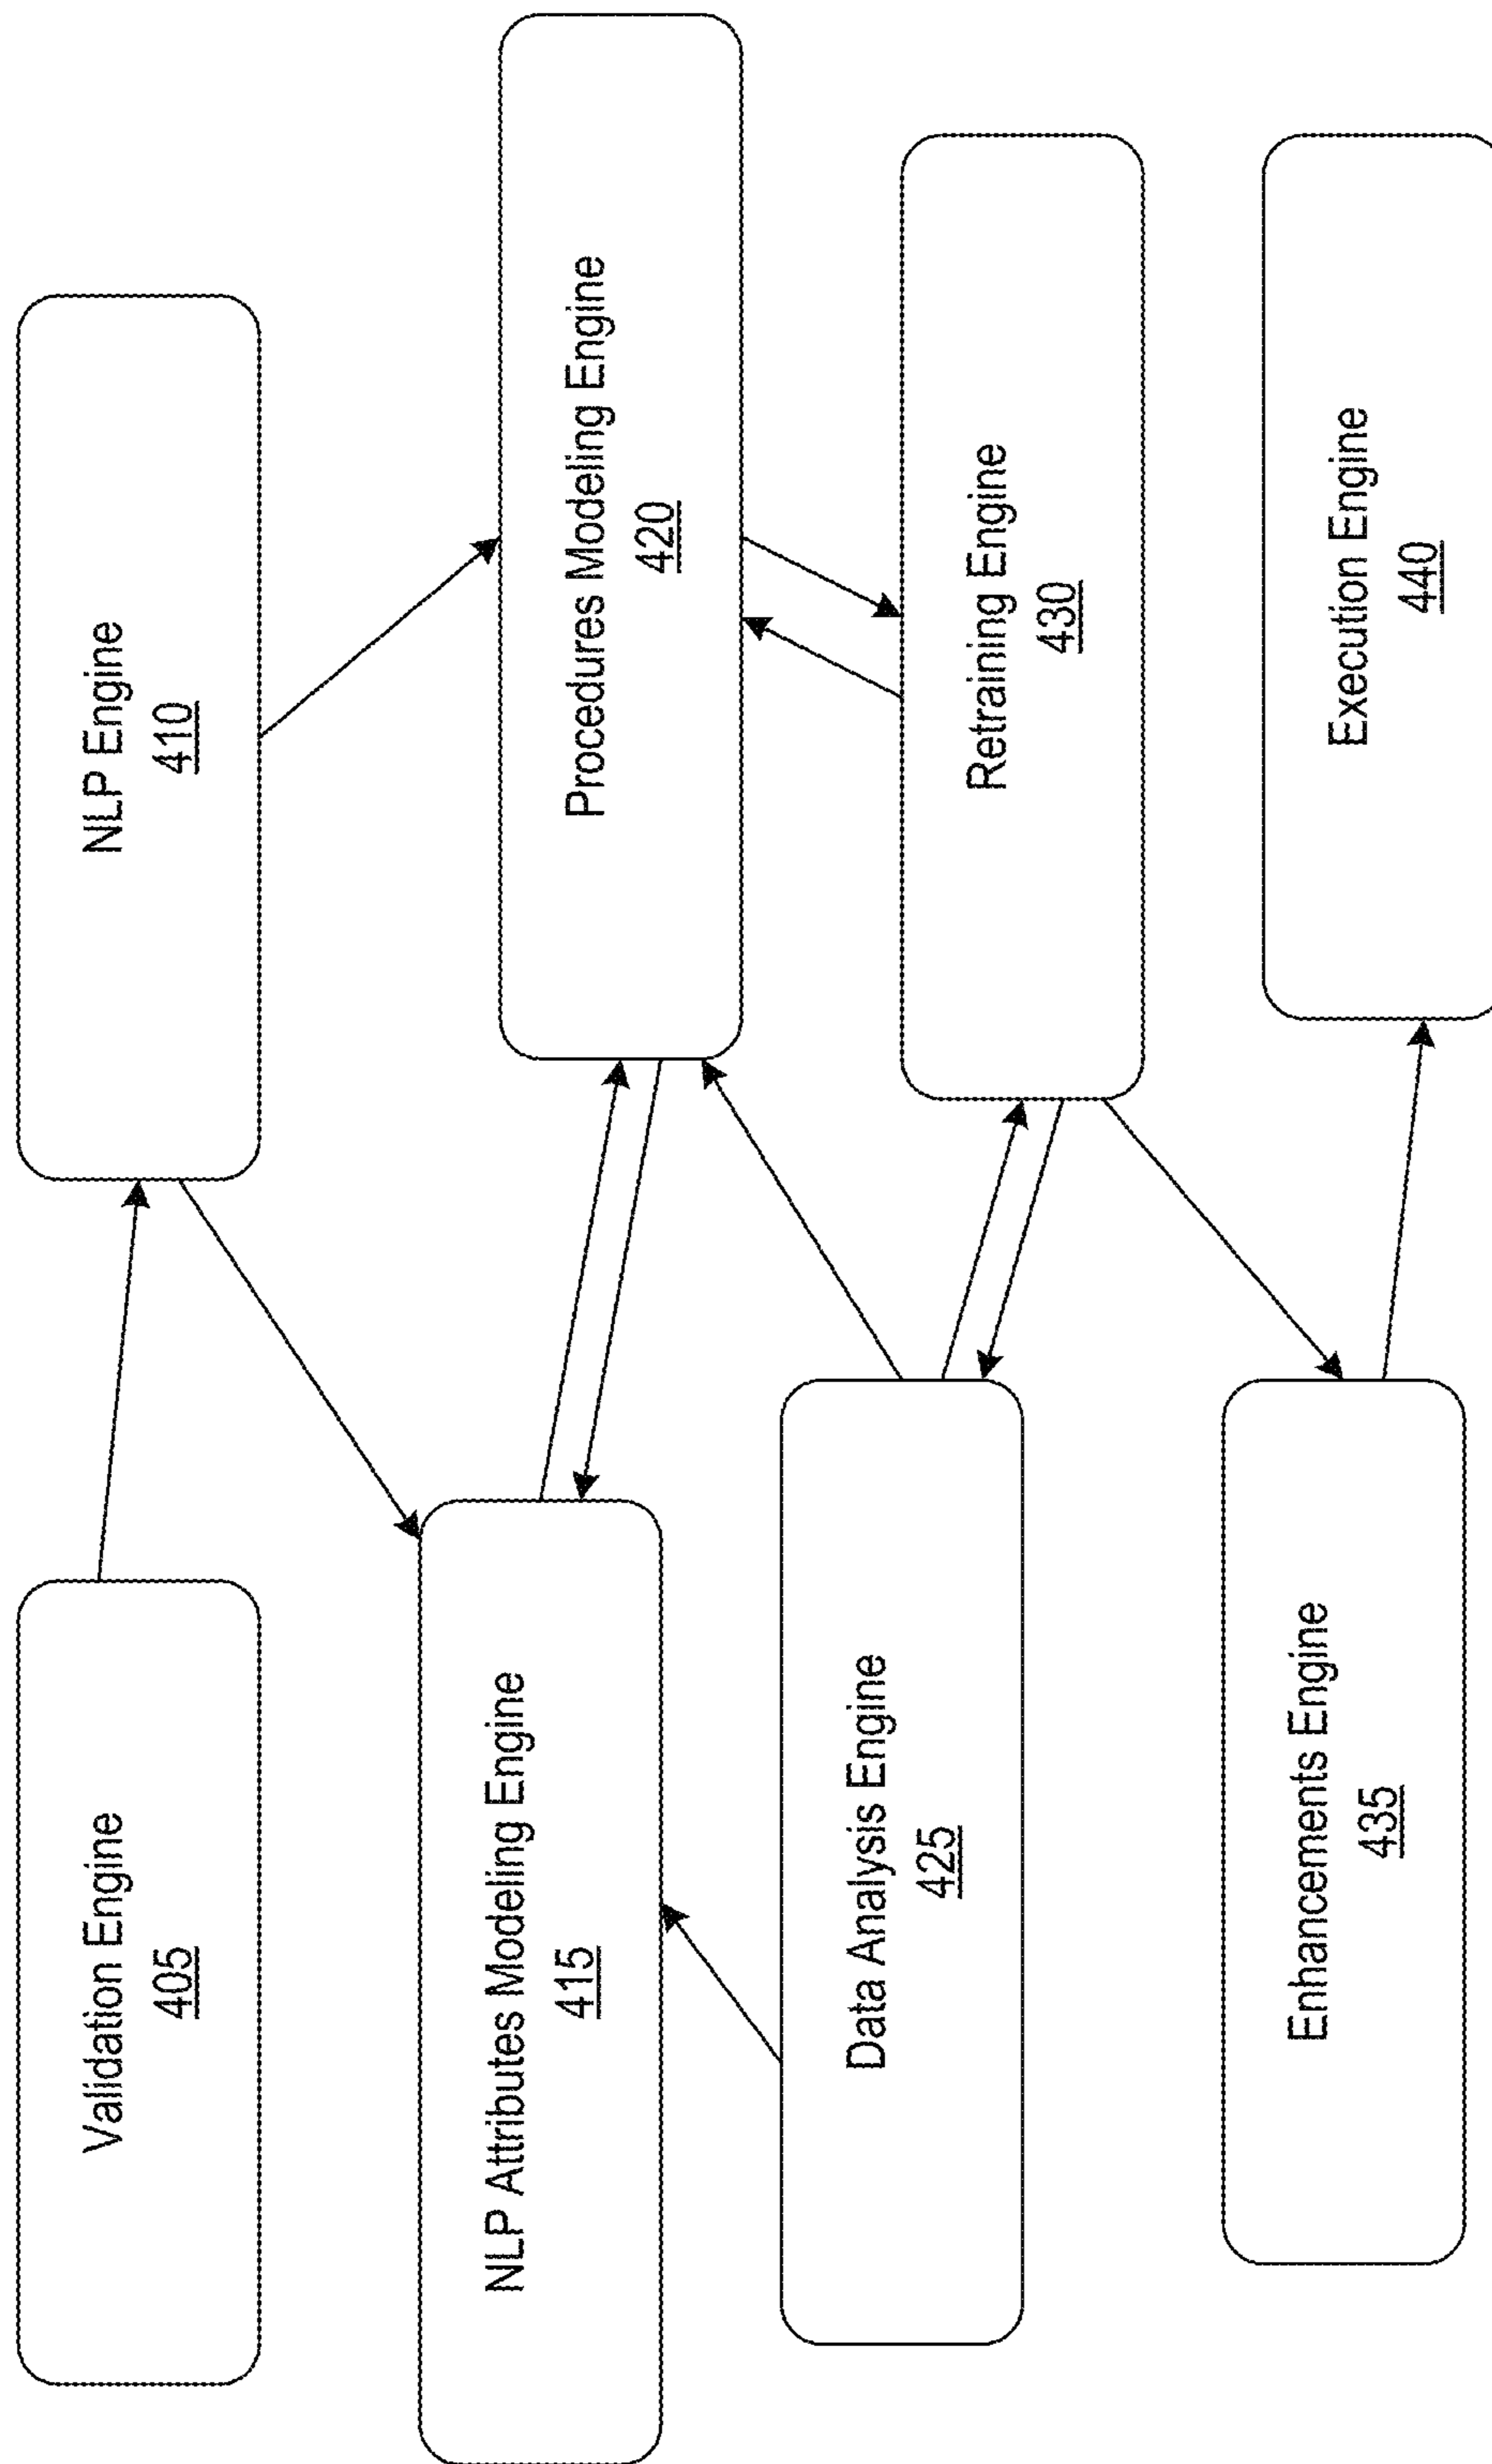 Validation Engine
405
NLP Engine
410
NLP Attributes Modeling Engine
415
Procedures Modeling Engine
420
Data Analysis Engine
425
Retraining Engine
430
Enhancements Engine
435
Execution Engine
440